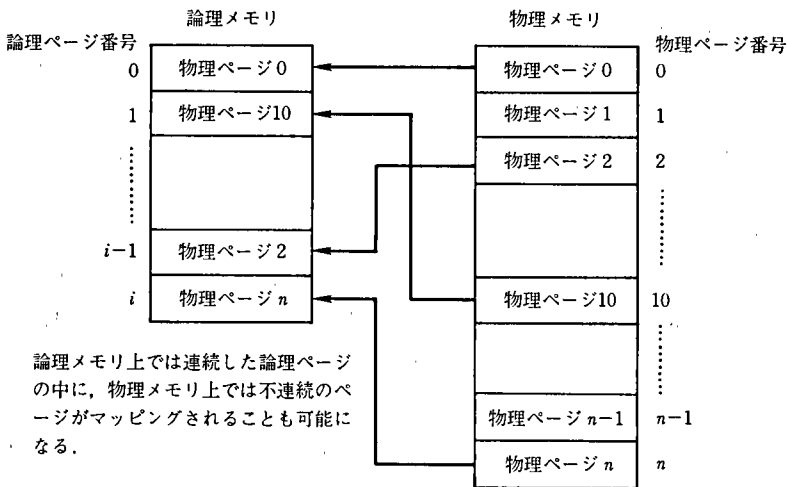 論理メモリ
物理メモリ
論理ページ番号
物理ページ番号
0
物理ページ0
物理ページ0
0
1
物理ページ10
物理ページ1
1
物理ページ2
2
i−1
物理ページ2
i
物理ページn
物理ページ10
10
論理メモリ上では連続した論理ページ
の中に，物理メモリ上では不連続のペ
ージがマッピングされることも可能に
なる．
物理ページn−1
n−1
物理ページn
n